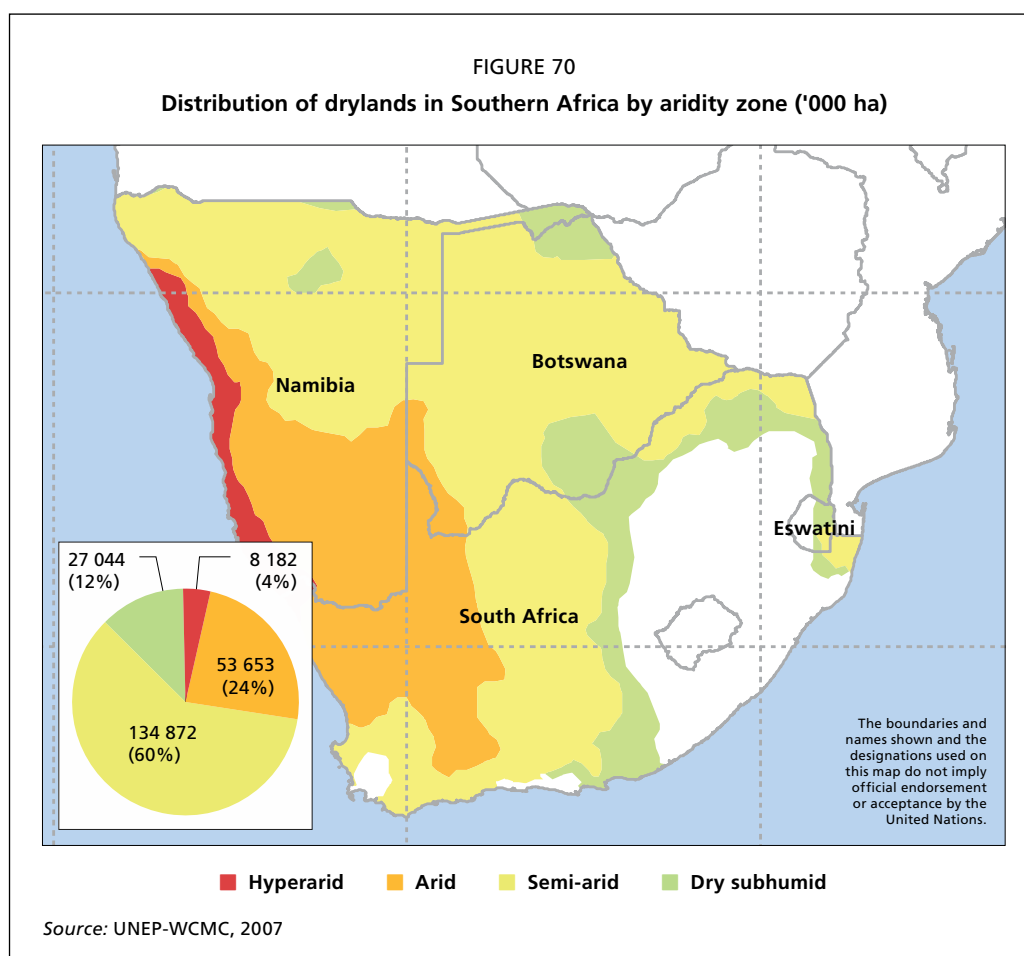 FIGURE 70
Distribution of drylands in Southern Africa by aridity zone ('000 ha)
Namibia
Botswana
Eswatini
South Africa
27 044
(12%)
8 182
(4%)
53 653
(24%)
134 872
(60%)
The boundaries and
names shown and the
designations used on
this map do not imply
official endorsement
or acceptance by the
United Nations.
Hyperarid Arid Semi-arid Dry subhumid
Source: UNEP-WCMC, 2007